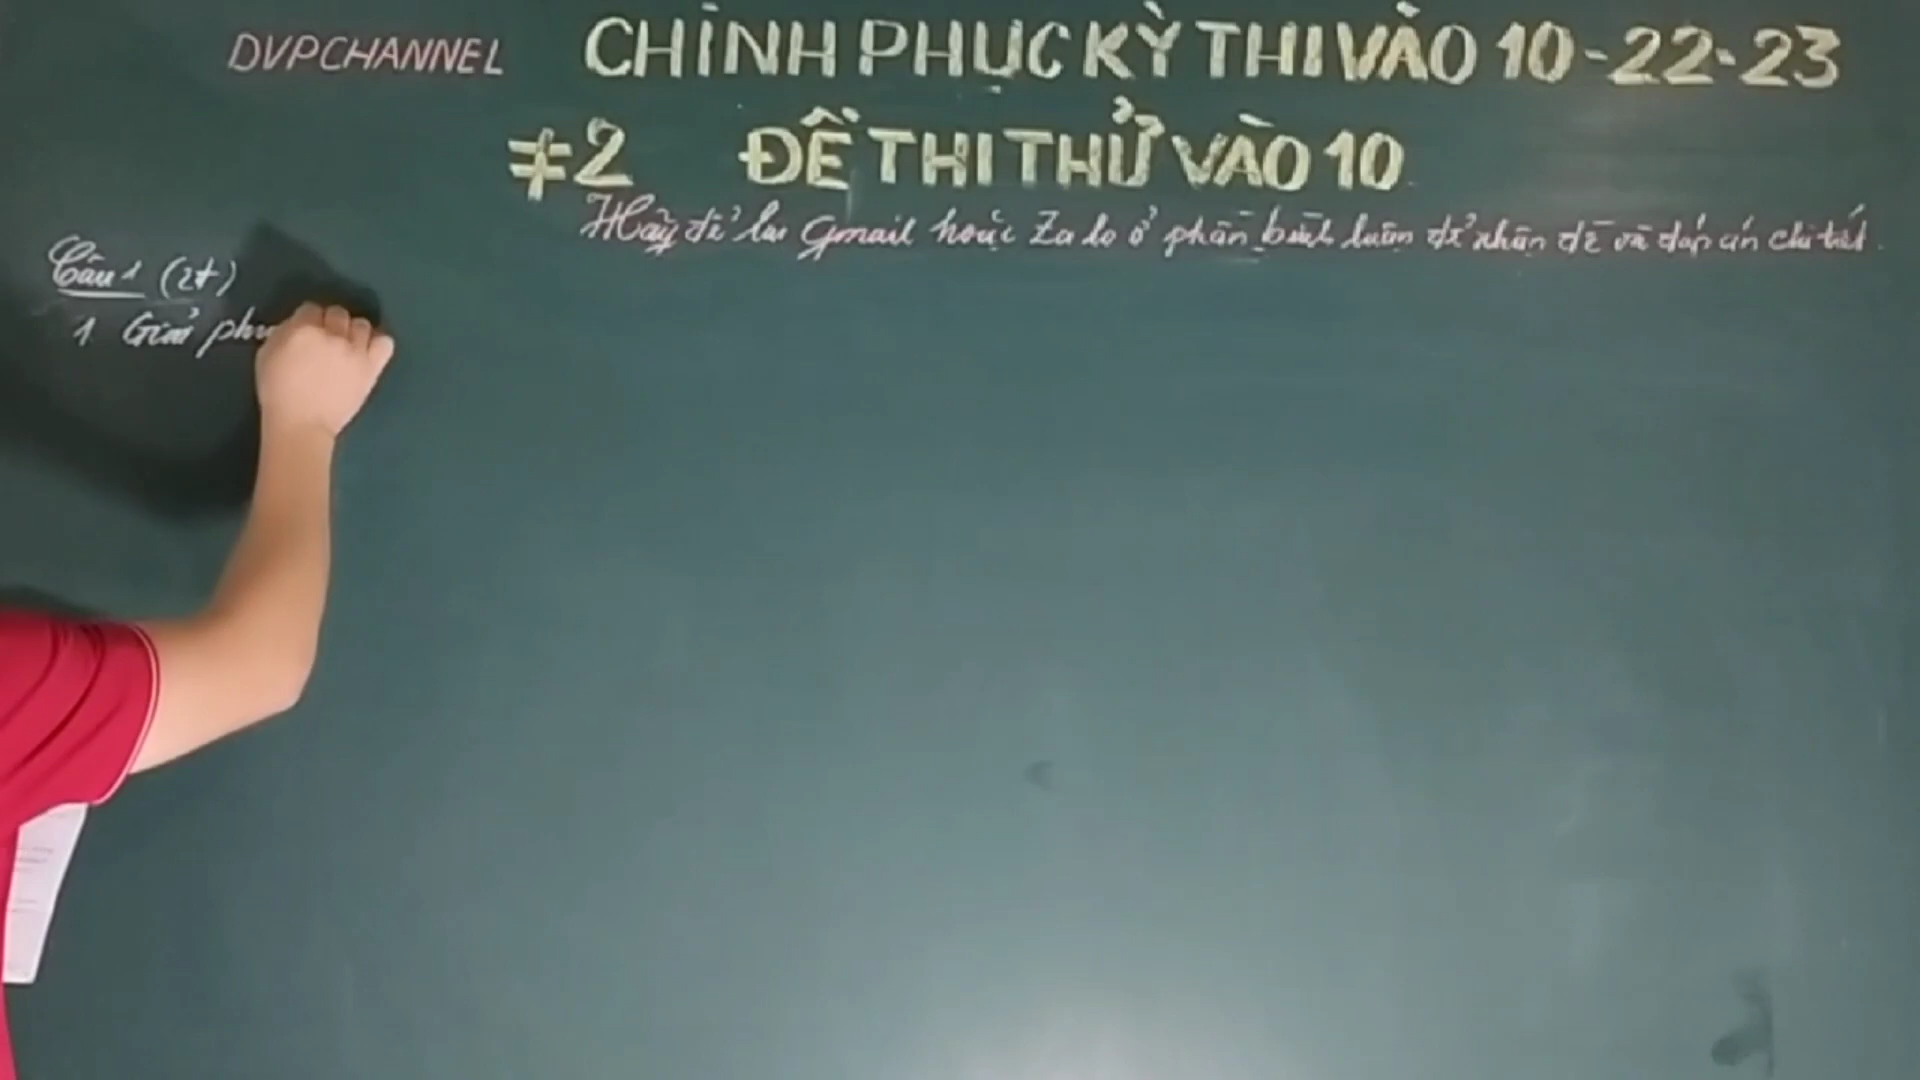 DVPCHANNEL
CHINH PHỤC KỲ THI VÀO 10-22-23
#2 ĐỀ THI THỬ VÀO 10
Hãy để lại Gmail hoặc Zalo ở phần bình luận để nhận đề và đáp án chi tiết.
Câu 1 (2đ)
1 Giải